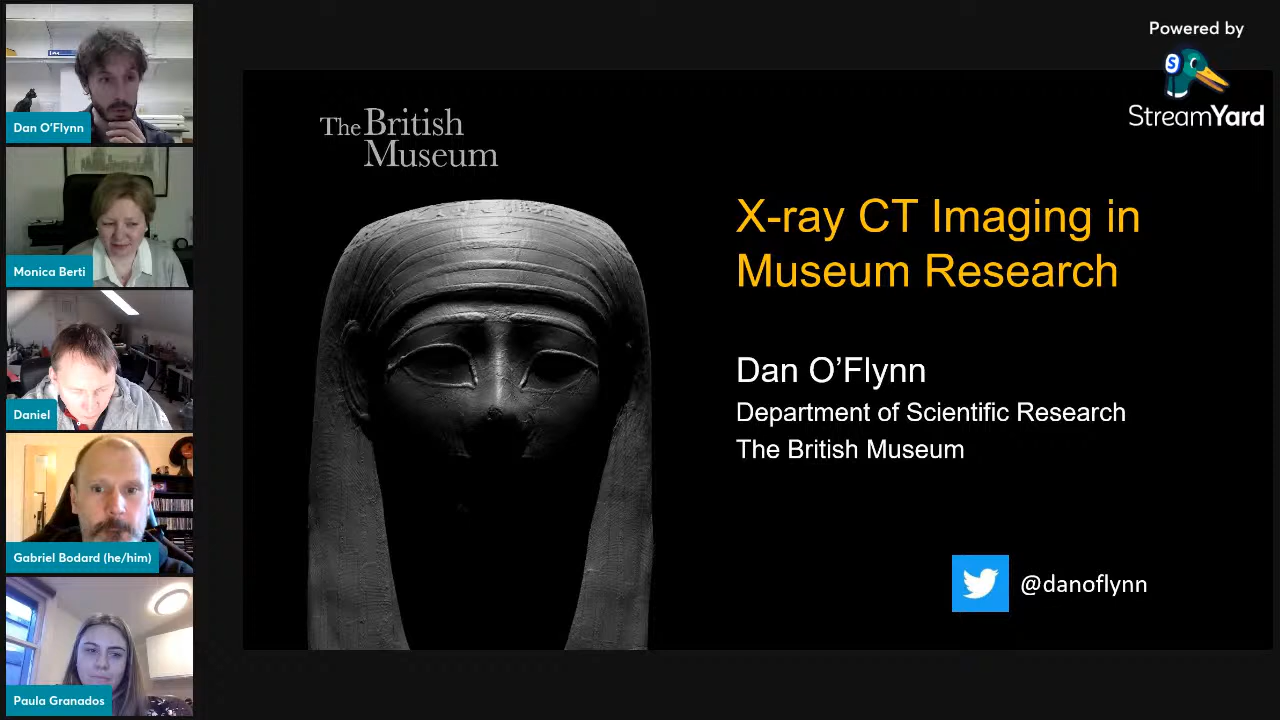 Dan O'Flynn
Monica Berti
Daniel
Gabriel Bodard (he/him)
Paula Granados
The British
Museum
X-ray CT Imaging in
Museum Research
Dan O’Flynn
Department of Scientific Research
The British Museum
@danoflynn
Powered by
S
StreamYard